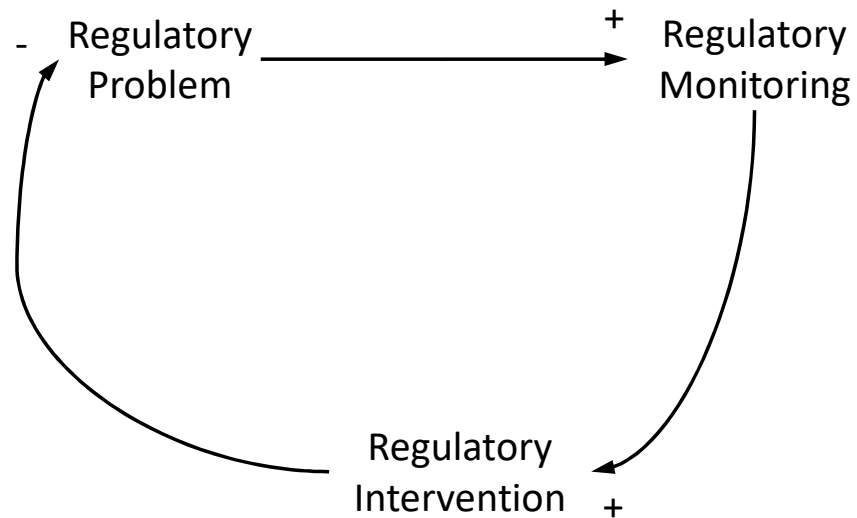 - Regulatory
Problem
+ Regulatory
Monitoring
Regulatory
Intervention +